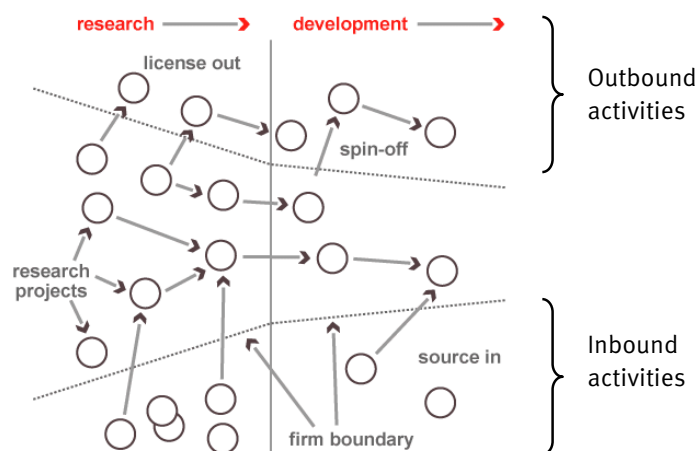 research
development
license out
Outbound
activities
spin-off
research
projects
source in
Inbound
activities
firm boundary